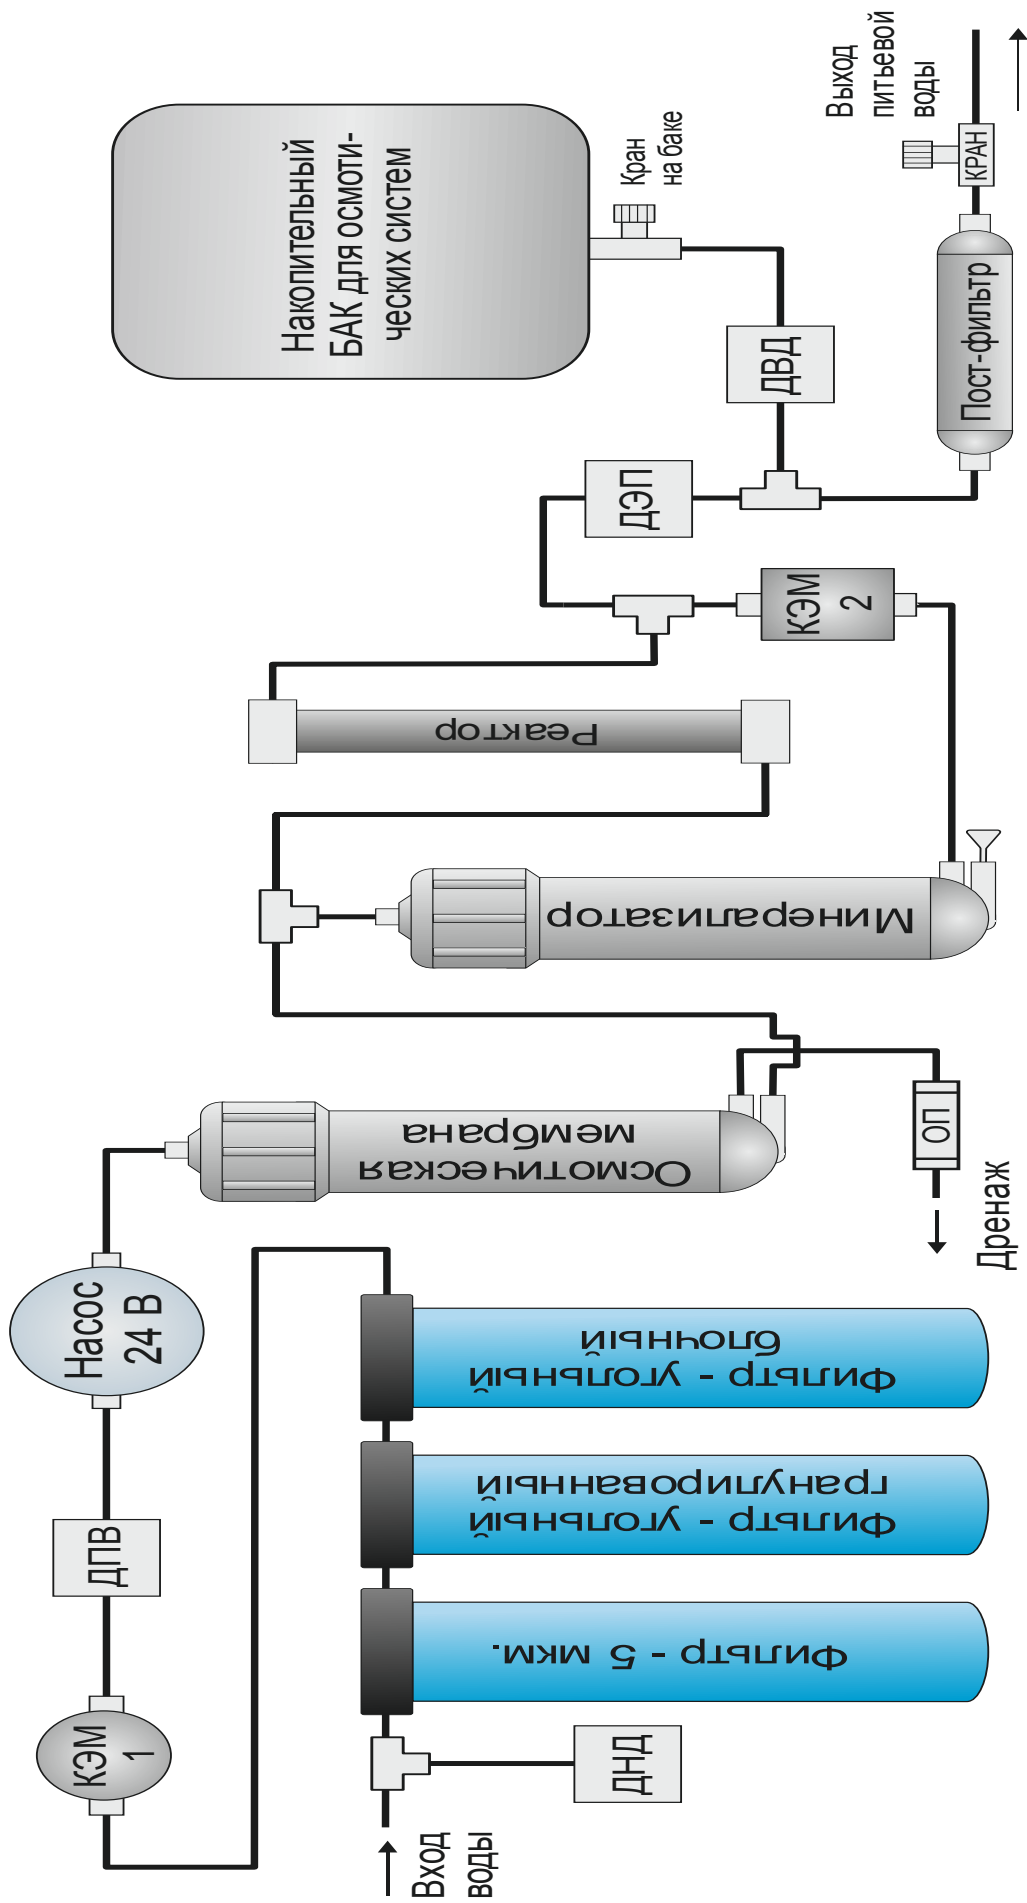 Вход
воды
ДНД
Фильтр - 5 мкм.
Фильтр - угольный
гранулированный
Фильтр - угольный
блочный
КЭМ
1
ДПВ
Насос
24 В
Осмотическая
мембрана
ОП
Дренаж
Минерализатор
Реактор
КЭМ
2
ДЭП
ДВД
Накопительный
БАК для осмоти-
ческих систем
Кран
на баке
Пост-фильтр
КРАН
Выход
питьевой
воды